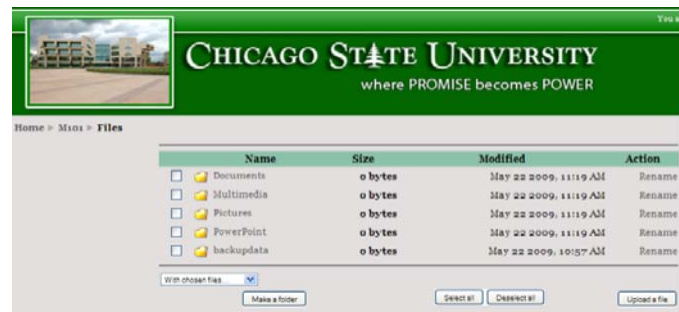 You a
CHICAGO STATE UNIVERSITY
where PROMISE becomes POWER
Home ▻ M101 ▻ Files
Name Size Modified Action
Documents 0 bytes May 22 2009, 11:19 AM Rename
Multimedia 0 bytes May 22 2009, 11:19 AM Rename
Pictures 0 bytes May 22 2009, 11:19 AM Rename
PowerPoint 0 bytes May 22 2009, 11:19 AM Rename
backupdata 0 bytes May 22 2009, 10:57 AM Rename
With chosen files...
Make a folder Select all Deselect all Upload a file